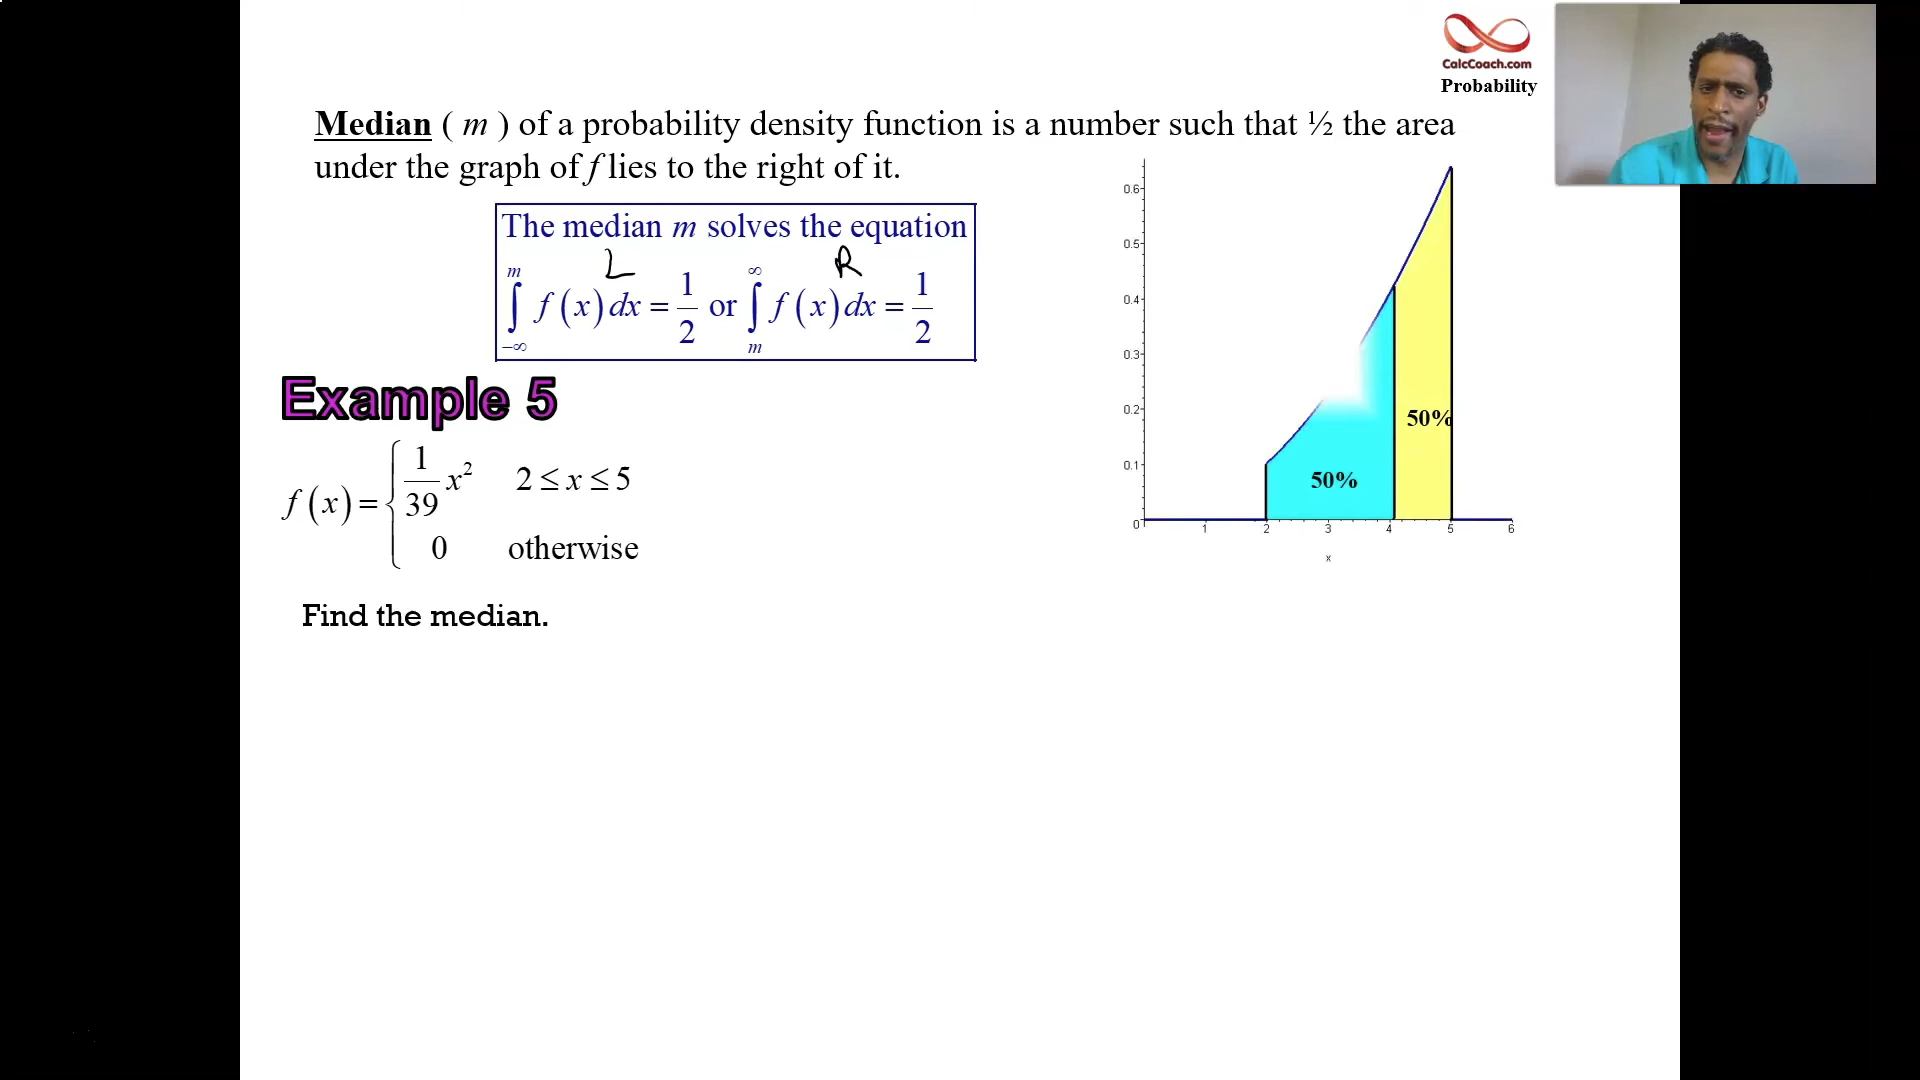 CalcCoach.com
Probability
Median ( m ) of a probability density function is a number such that ½ the area
under the graph of f lies to the right of it.
The median m solves the equation
L R
∫_{-∞}^{m} f(x) dx = 1/2 or ∫_{m}^{∞} f(x) dx = 1/2
Example 5
f(x) = { 1/39 x² 2 ≤ x ≤ 5
0 otherwise
Find the median.
0.6
0.5
0.4
0.3
0.2
0.1
0
1 2 3 4 5 6
x
50%
50%